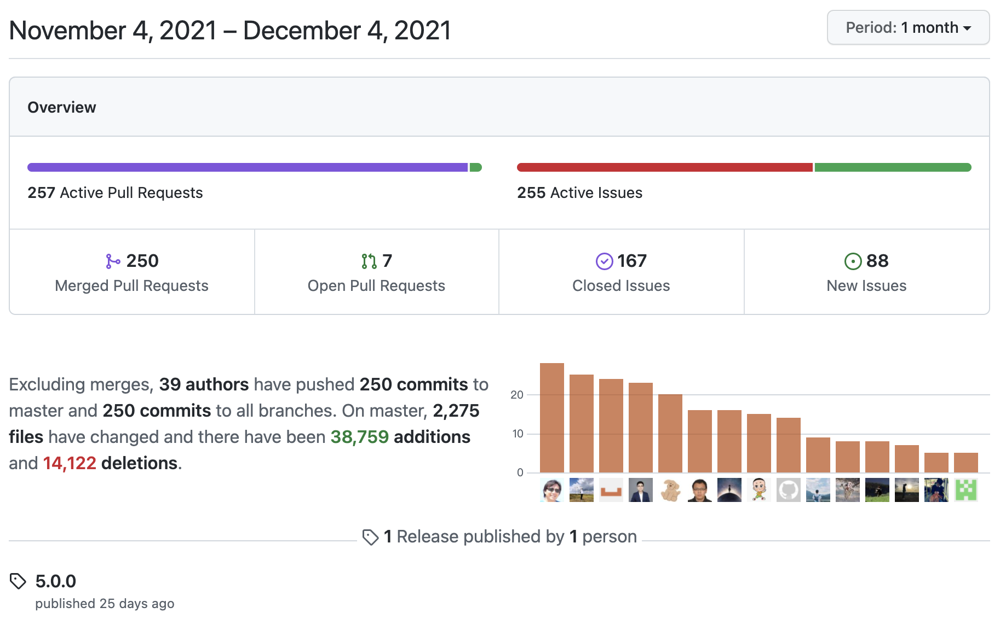 November 4, 2021 – December 4, 2021
Period: 1 month
Overview
257 Active Pull Requests
255 Active Issues
250
Merged Pull Requests
7
Open Pull Requests
167
Closed Issues
88
New Issues
Excluding merges, 39 authors have pushed 250 commits to
master and 250 commits to all branches. On master, 2,275
files have changed and there have been 38,759 additions
and 14,122 deletions.
20
10
0
1 Release published by 1 person
5.0.0
published 25 days ago